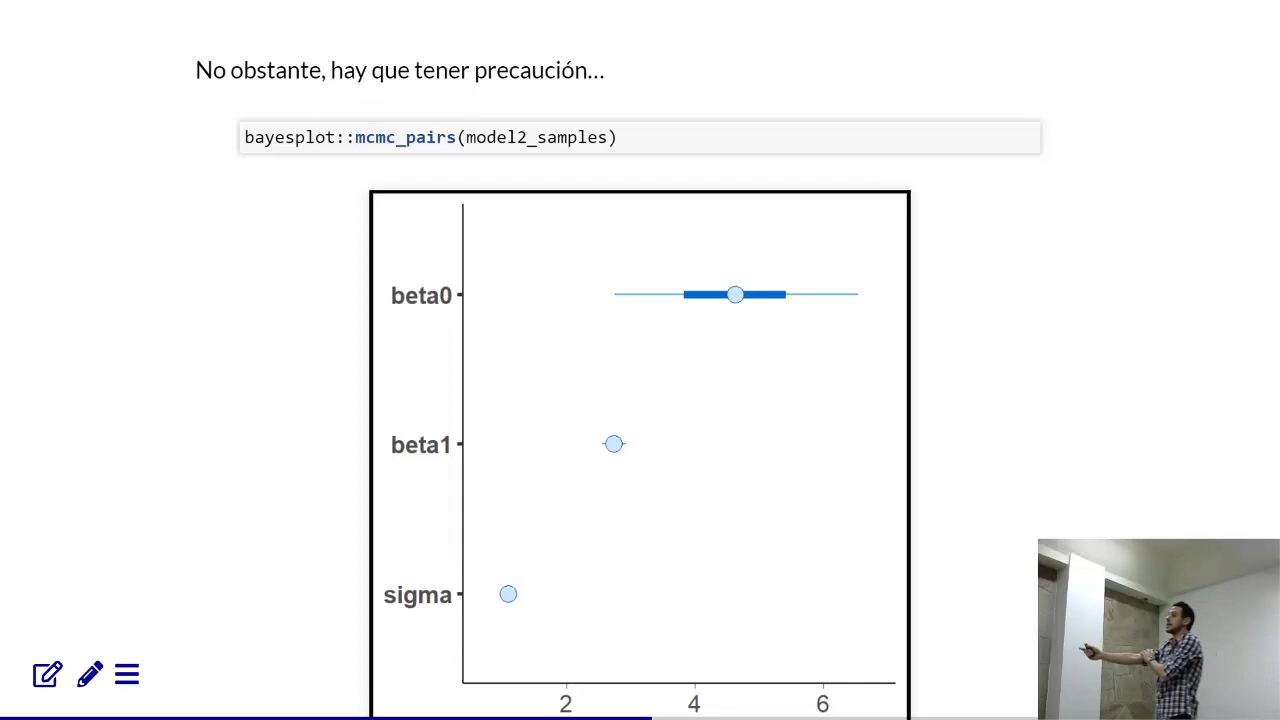 No obstante, hay que tener precaución...
bayesplot::mcmc_pairs(model2_samples)
beta0
beta1
sigma
2 4 6